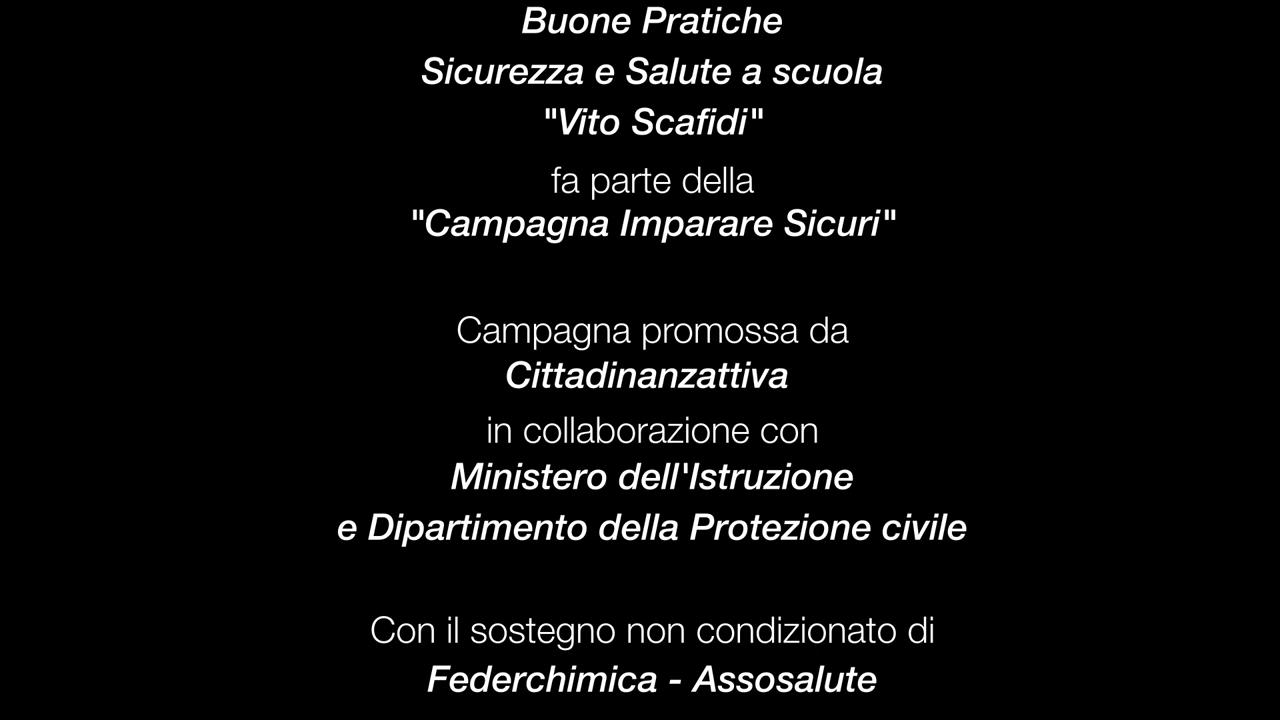 Buone Pratiche
Sicurezza e Salute a scuola
"Vito Scafidi"
fa parte della
"Campagna Imparare Sicuri"
Campagna promossa da
Cittadinanzattiva
in collaborazione con
Ministero dell'Istruzione
e Dipartimento della Protezione civile
Con il sostegno non condizionato di
Federchimica - Assosalute